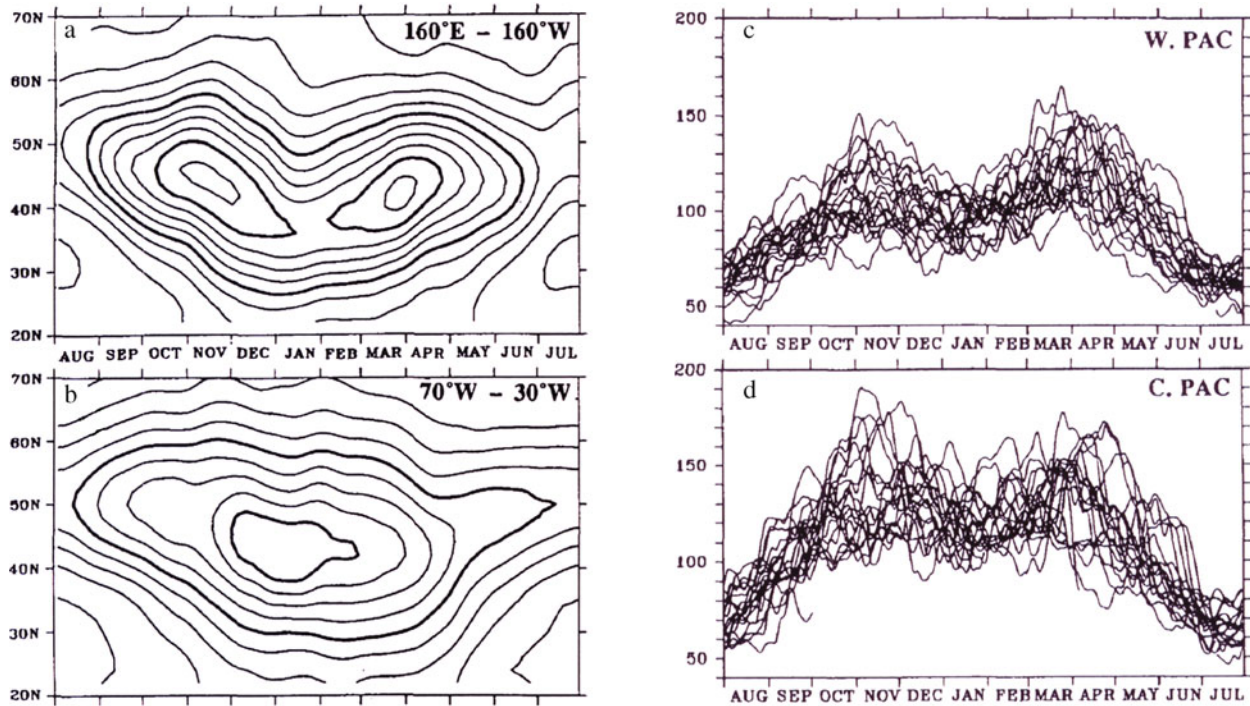 a
160°E – 160°W
70N
60N
50N
40N
30N
20N
AUG SEP OCT NOV DEC JAN FEB MAR APR MAY JUN JUL
b
70°W – 30°W
70N
60N
50N
40N
30N
20N
c
W. PAC
200
150
100
50
AUG SEP OCT NOV DEC JAN FEB MAR APR MAY JUN JUL
d
C. PAC
200
150
100
50
AUG SEP OCT NOV DEC JAN FEB MAR APR MAY JUN JUL